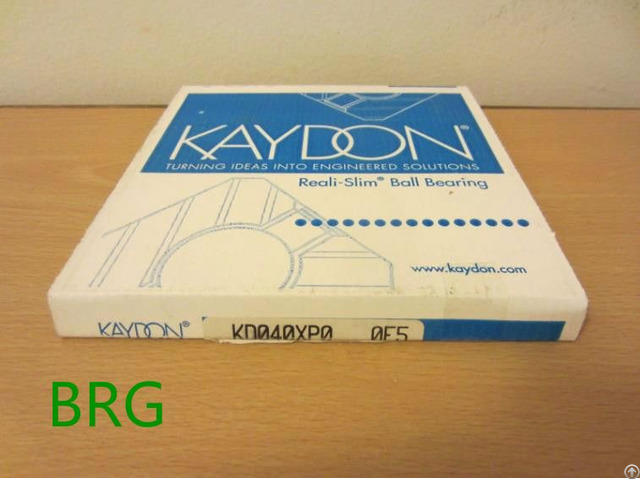 KAYDON®
TURNING IDEAS INTO ENGINEERED SOLUTIONS
Reali-Slim® Ball Bearing
www.kaydon.com
KAYDON® KD040XP0 0F5
BRG